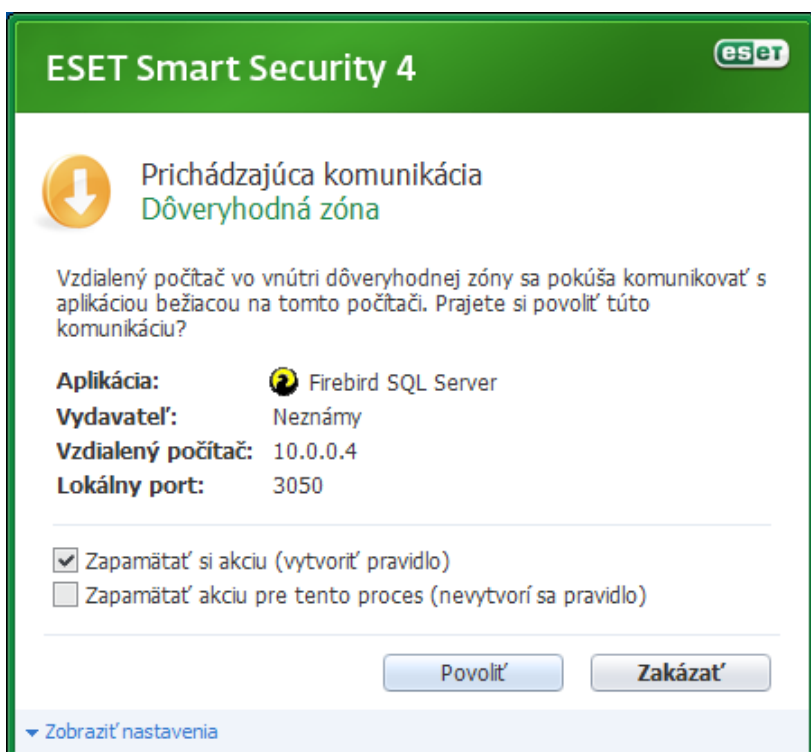 ESET Smart Security 4
eset
Prichádzajúca komunikácia
Dôveryhodná zóna
Vzdialený počítač vo vnútri dôveryhodnej zóny sa pokúša komunikovať s
aplikáciou bežiacou na tomto počítači. Prajete si povoliť túto
komunikáciu?
Aplikácia: Firebird SQL Server
Vydavateľ: Neznámy
Vzdialený počítač: 10.0.0.4
Lokálny port: 3050
Zapamätať si akciu (vytvoriť pravidlo)
Zapamätať akciu pre tento proces (nevytvorí sa pravidlo)
Povoliť
Zakázať
Zobraziť nastavenia